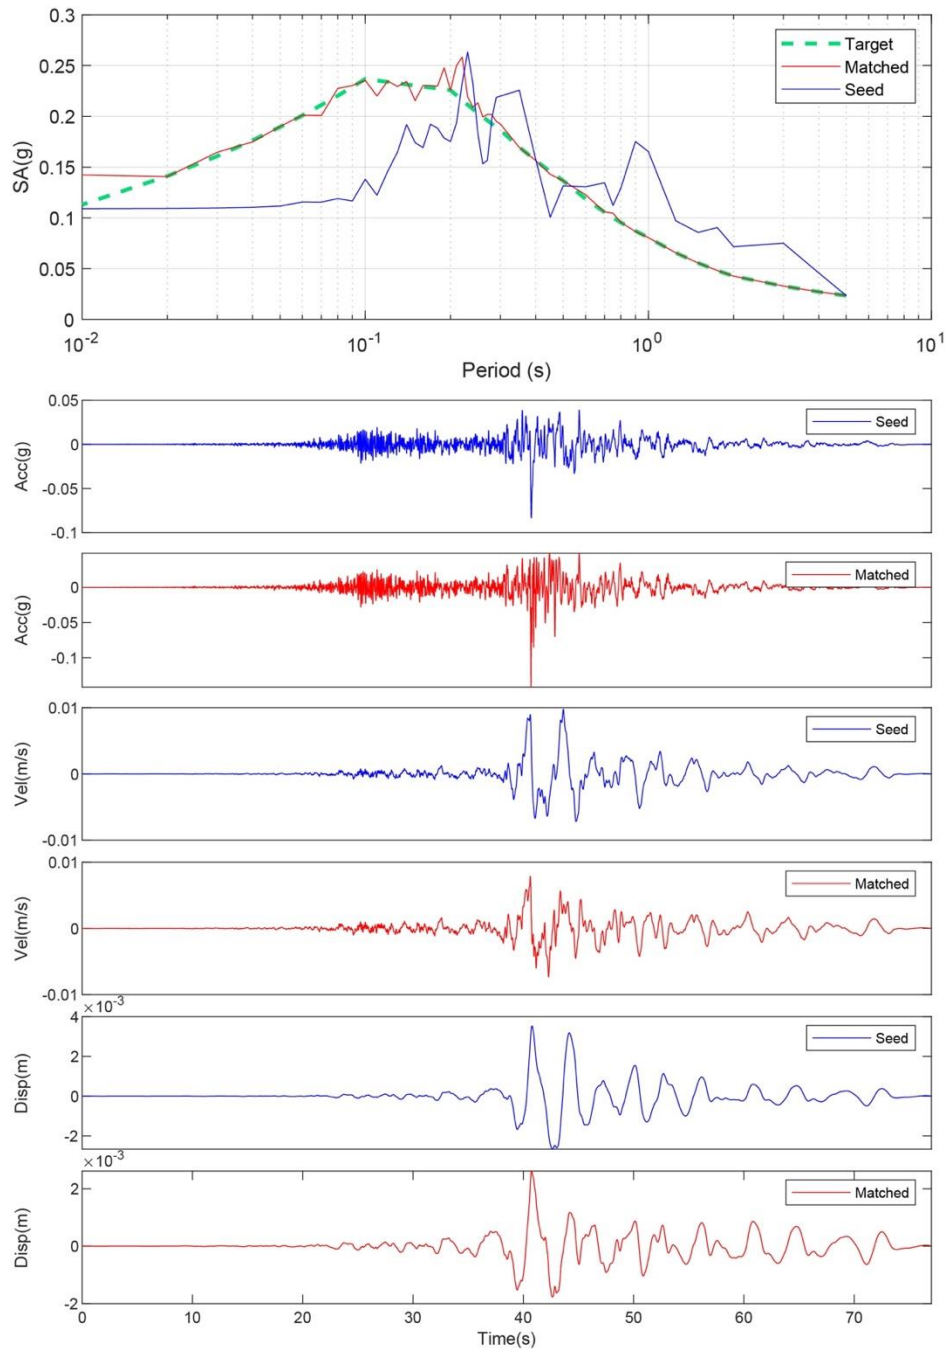 0.3
0.25
0.2
0.15
0.1
0.05
0
SA(g)
Target
Matched
Seed
10-2
10-1
100
101
Period (s)
0.05
0
-0.05
-0.1
Acc(g)
Seed
0
-0.05
-0.1
Acc(g)
Matched
0.01
0
-0.01
Vel(m/s)
Seed
0.01
0
-0.01
Vel(m/s)
Matched
×10-3
4
2
0
-2
Disp(m)
Seed
×10-3
2
0
-2
Disp(m)
Matched
0 10 20 30 40 50 60 70
Time(s)